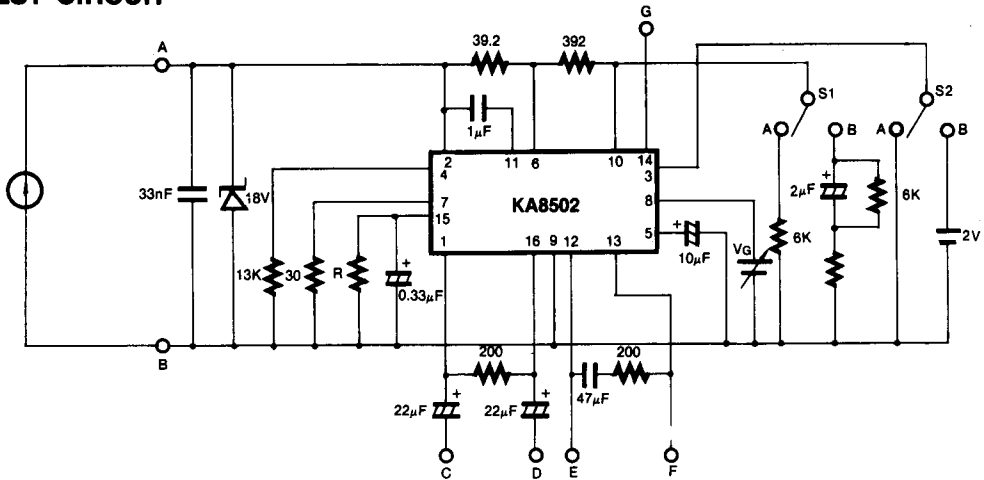 G
A
39.2
392
S1
S2
1μF
A
B
A
B
2
11
6
10
14
4
3
33nF
18V
KA8502
2μF
6K
7
8
15
5
2V
1
16
9
12
13
VG
6K
10μF
13K
30
R
0.33μF
B
200
200
22μF
22μF
47μF
C
D
E
F